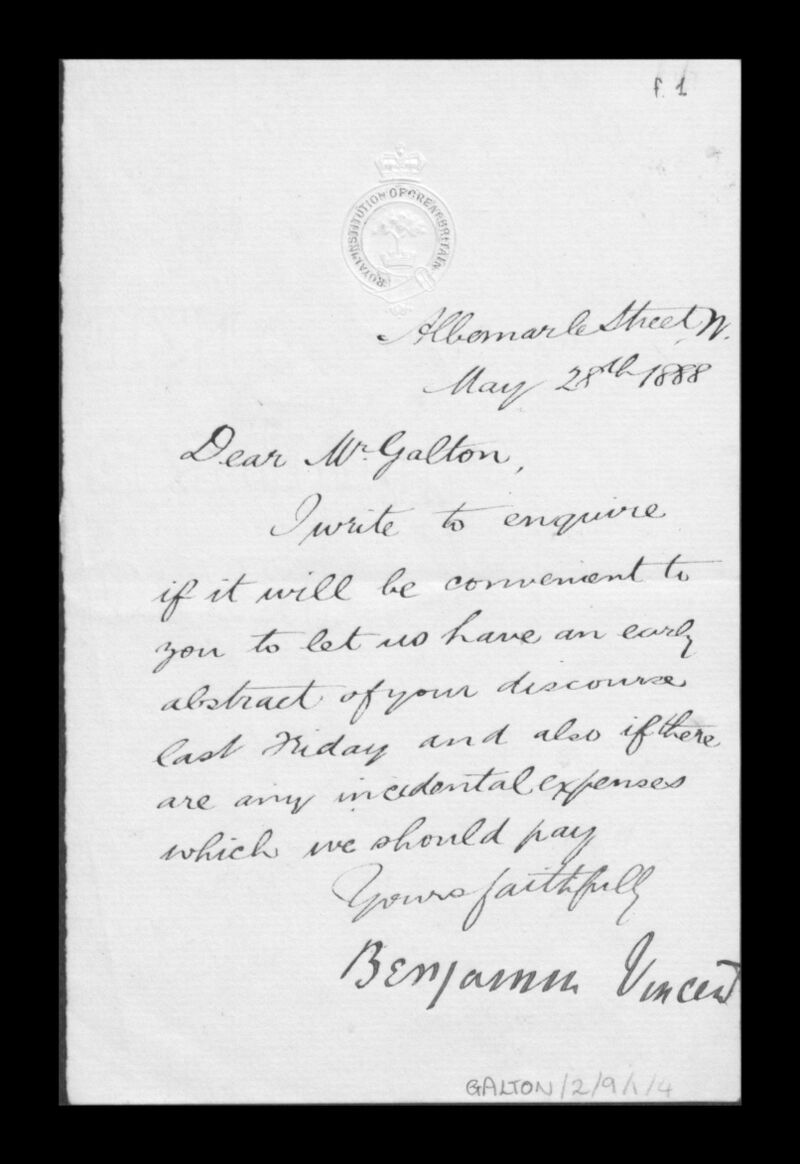 f. 1
ROYAL INSTITUTION OF GREAT BRITAIN
Albemarle Street, W.
May 28th 1888
Dear Mr. Galton,
I write to enquire
if it will be convenient to
you to let us have an early
abstract of your discourse
last Friday and also if there
are any incidental expenses
which we should pay
Yours faithfully
Benjamin Vincent
GALTON/2/9/1/4